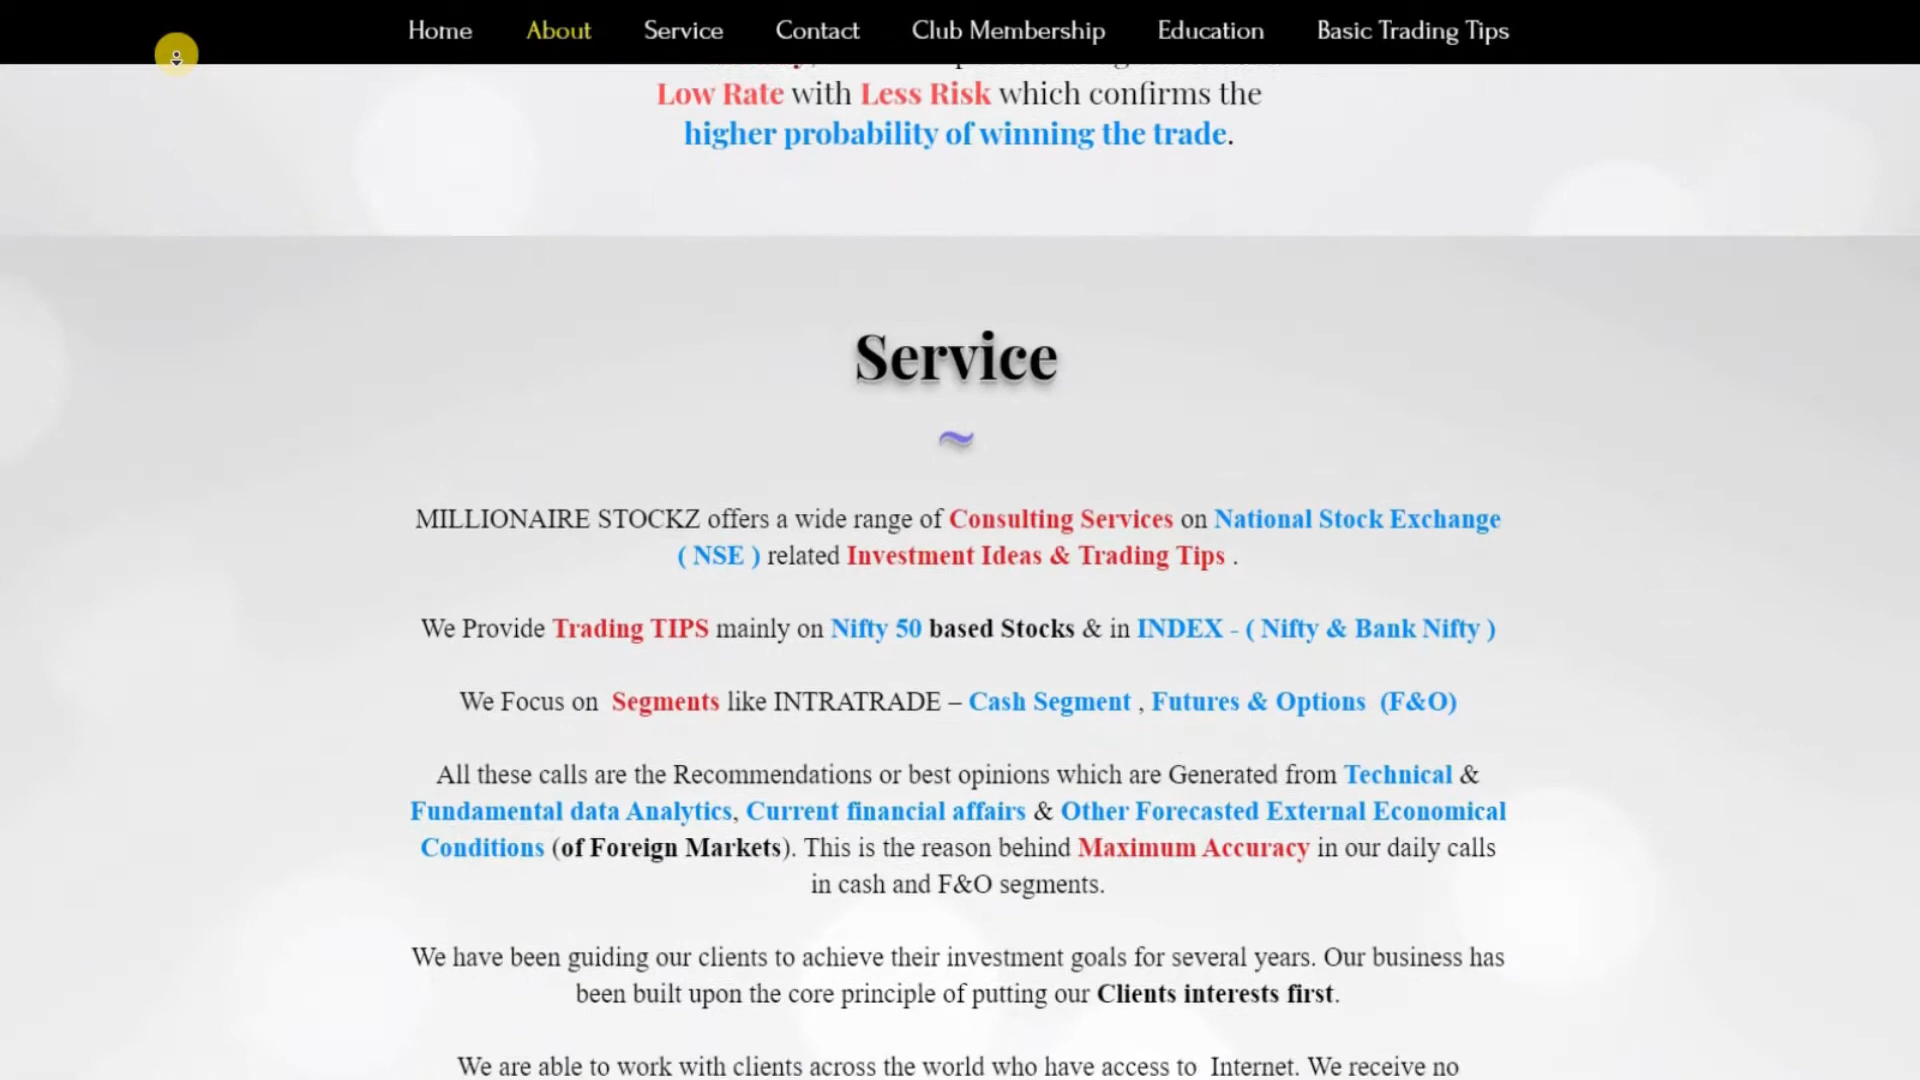 Home About Service Contact Club Membership Education Basic Trading Tips
Low Rate with Less Risk which confirms the
higher probability of winning the trade.
Service
~
MILLIONAIRE STOCKZ offers a wide range of Consulting Services on National Stock Exchange
( NSE ) related Investment Ideas & Trading Tips .
We Provide Trading TIPS mainly on Nifty 50 based Stocks & in INDEX - ( Nifty & Bank Nifty )
We Focus on Segments like INTRATRADE – Cash Segment , Futures & Options (F&O)
All these calls are the Recommendations or best opinions which are Generated from Technical &
Fundamental data Analytics, Current financial affairs & Other Forecasted External Economical
Conditions (of Foreign Markets). This is the reason behind Maximum Accuracy in our daily calls
in cash and F&O segments.
We have been guiding our clients to achieve their investment goals for several years. Our business has
been built upon the core principle of putting our Clients interests first.
We are able to work with clients across the world who have access to Internet. We receive no